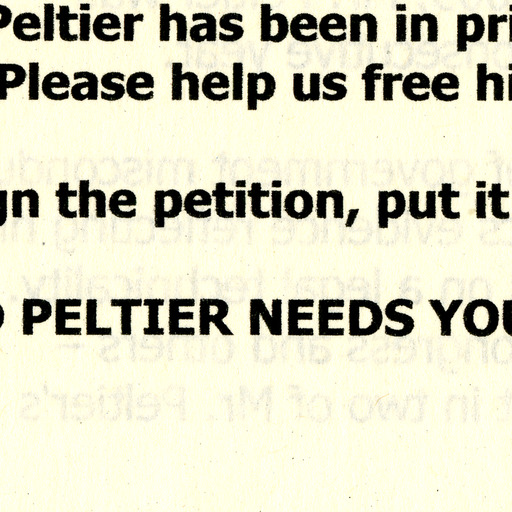 Peltier has been in pri
Please help us free hi
gn the petition, put it
D PELTIER NEEDS YOU